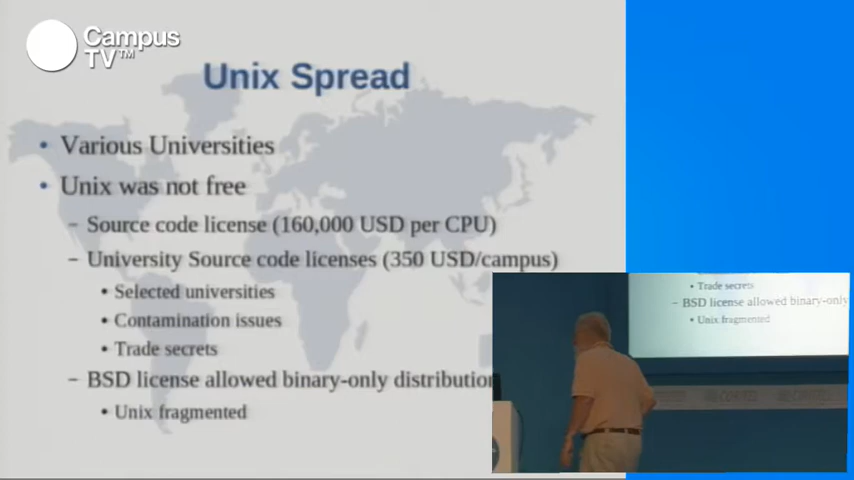 Campus
TV™
Unix Spread
• Various Universities
• Unix was not free
– Source code license (160,000 USD per CPU)
– University Source code licenses (350 USD/campus)
• Selected universities
• Contamination issues
• Trade secrets
– BSD license allowed binary-only distribution
• Unix fragmented
• Trade secrets
– BSD license allowed binary-only
• Unix fragmented